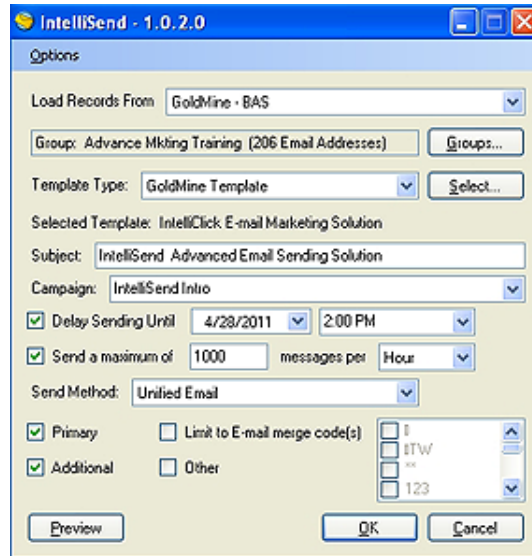 IntelliSend - 1.0.2.0
Options
Load Records From GoldMine - BAS
Group: Advance Mkting Training (206 Email Addresses) Groups...
Template Type: GoldMine Template Select...
Selected Template: IntelliClick E-mail Marketing Solution
Subject: IntelliSend Advanced Email Sending Solution
Campaign: IntelliSend Intro
Delay Sending Until 4/28/2011 2:00 PM
Send a maximum of 1000 messages per Hour
Send Method: Unified Email
Primary Limit to E-mail merge code(s)
Additional Other
**
123
Preview OK Cancel